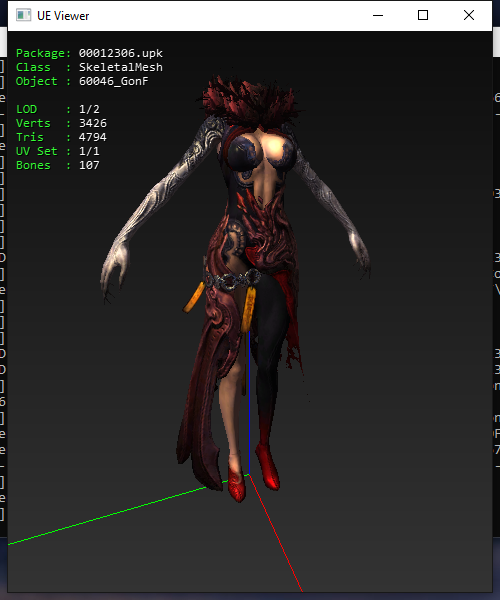 UE Viewer
Package: 00012306.upk
Class : SkeletalMesh
Object : 60046_GonF
LOD : 1/2
Verts : 3426
Tris : 4794
UV Set : 1/1
Bones : 107